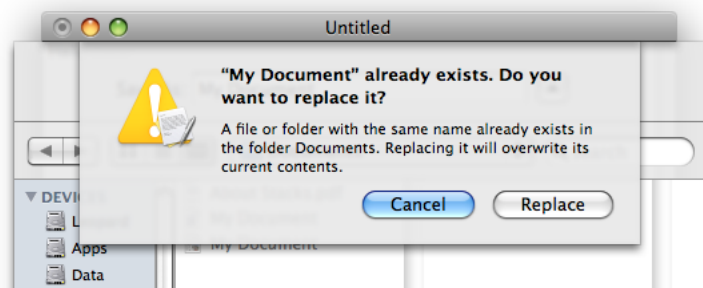 Untitled
“My Document” already exists. Do you
want to replace it?
A file or folder with the same name already exists in
the folder Documents. Replacing it will overwrite its
current contents.
Cancel
Replace
Apps
My Document
Data